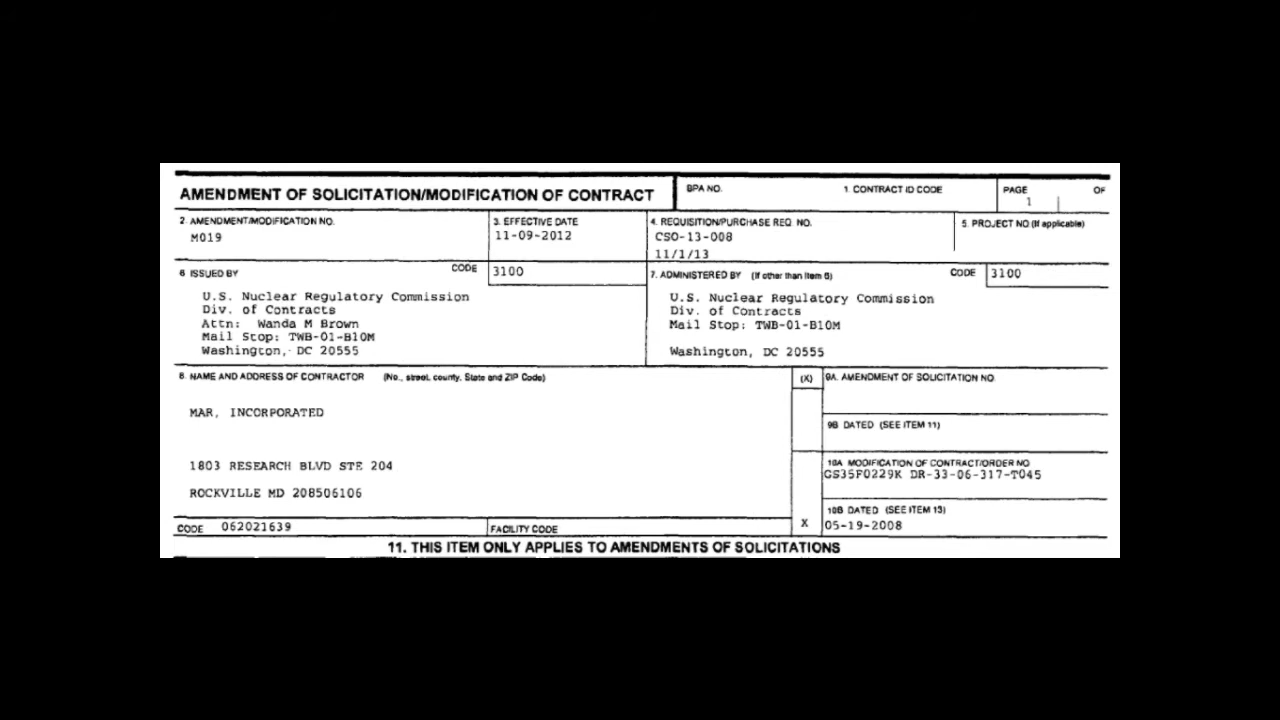 AMENDMENT OF SOLICITATION/MODIFICATION OF CONTRACT
BPA NO.
1. CONTRACT ID CODE
PAGE OF
1
2. AMENDMENT/MODIFICATION NO.
M019
3. EFFECTIVE DATE
11-09-2012
4. REQUISITION/PURCHASE REQ. NO.
CSO-13-008
11/1/13
5. PROJECT NO (If applicable)
6 ISSUED BY
CODE
3100
7. ADMINISTERED BY (If other than Item 6)
CODE
3100
U.S. Nuclear Regulatory Commission
Div. of Contracts
Attn: Wanda M Brown
Mail Stop: TWB-01-B10M
Washington, DC 20555
U.S. Nuclear Regulatory Commission
Div. of Contracts
Mail Stop: TWB-01-B10M
Washington, DC 20555
8. NAME AND ADDRESS OF CONTRACTOR (No., street, county, State and ZIP Code)
MAR, INCORPORATED
1803 RESEARCH BLVD STE 204
ROCKVILLE MD 208506106
CODE 062021639
FACILITY CODE
(X)
9A. AMENDMENT OF SOLICITATION NO.
9B DATED (SEE ITEM 11)
10A MODIFICATION OF CONTRACT/ORDER NO
GS35F0229K DR-33-06-317-T045
10B DATED (SEE ITEM 13)
X
05-19-2008
11. THIS ITEM ONLY APPLIES TO AMENDMENTS OF SOLICITATIONS